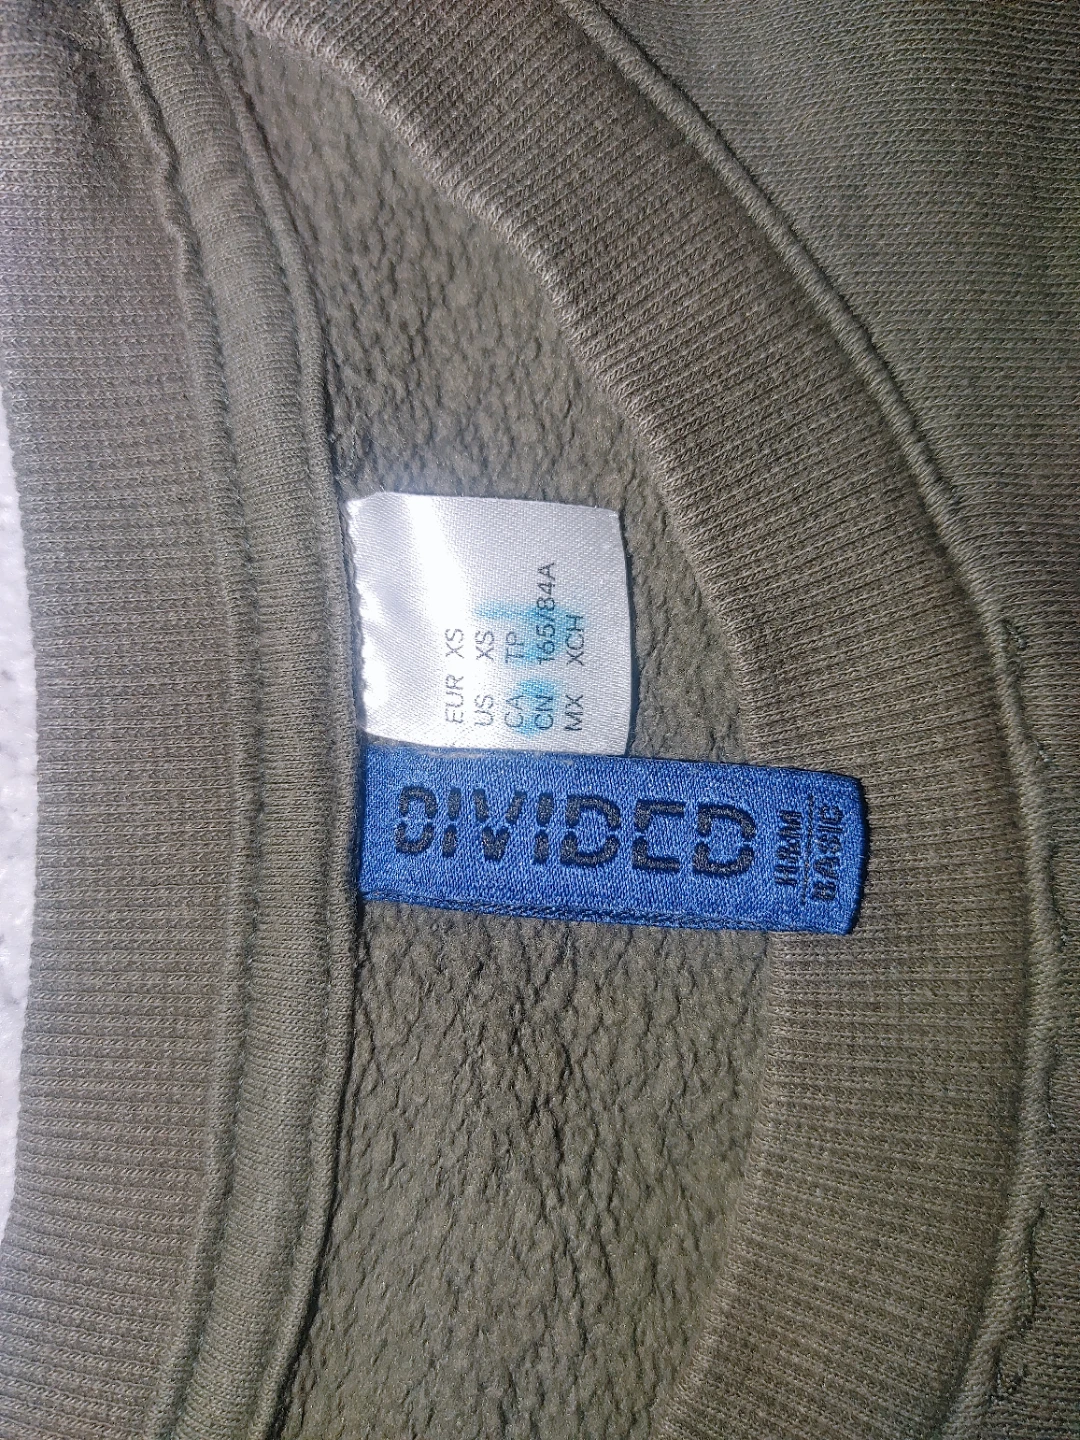 EUR XS
US XS
CA TP
CN 165/84A
MX XCH
DIVIDED
H&M
BASIC